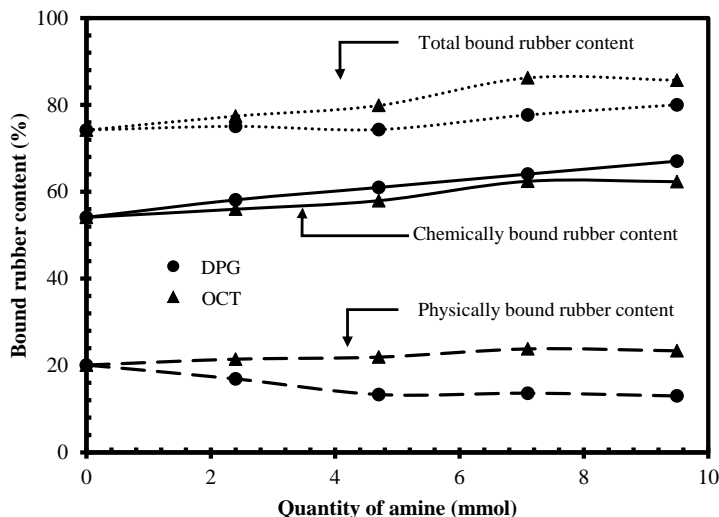 100
80
60
40
20
0
Bound rubber content (%)
Total bound rubber content
Chemically bound rubber content
DPG
OCT
Physically bound rubber content
0 2 4 6 8 10
Quantity of amine (mmol)